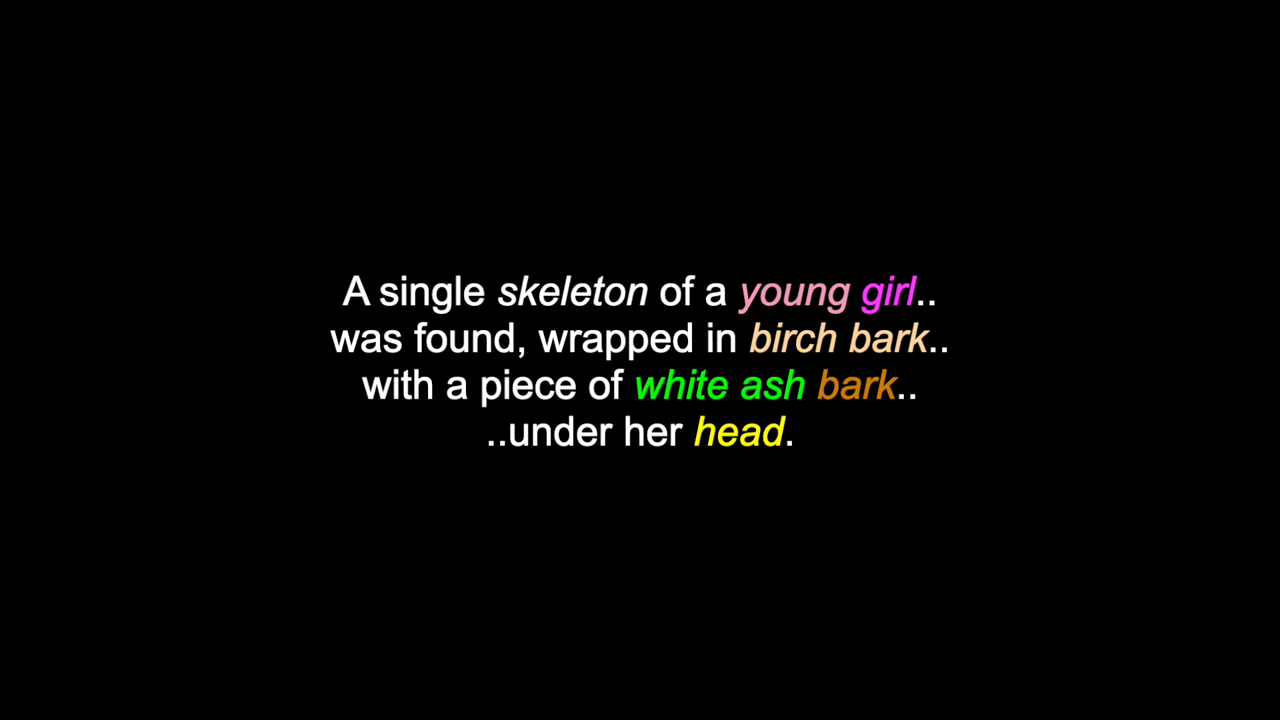 A single skeleton of a young girl..
was found, wrapped in birch bark..
with a piece of white ash bark..
..under her head.